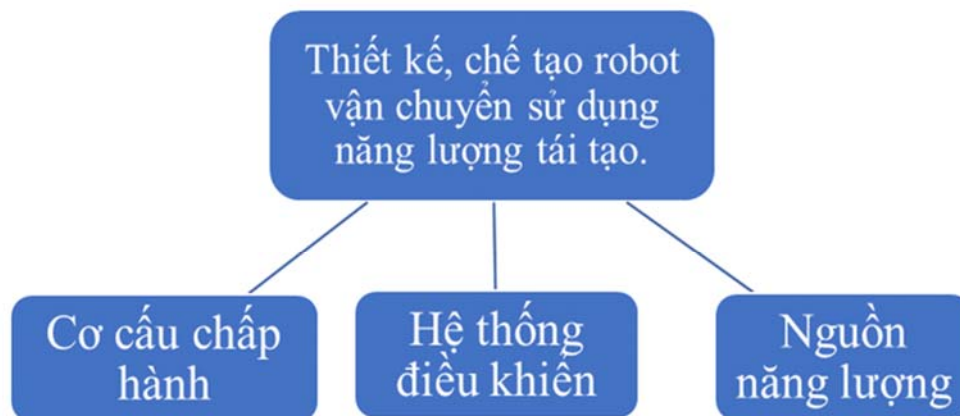 Thiết kế, chế tạo robot
vận chuyển sử dụng
năng lượng tái tạo.
Cơ cấu chấp
hành
Hệ thống
điều khiển
Nguồn
năng lượng